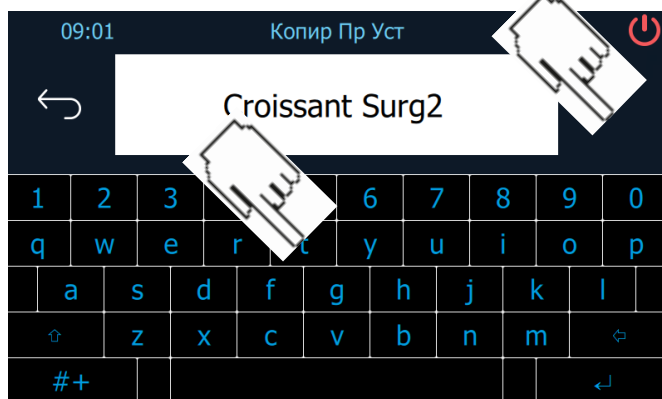 09:01 Копир Пр Уст
Croissant Surg2
1 2 3 6 7 8 9 0
q w e r t y u i o p
a s d f g h j k l
z x c v b n m
#+